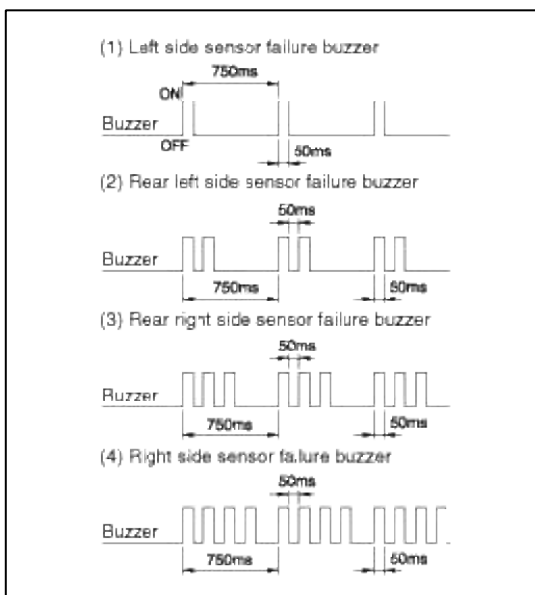 (1) Left side sensor failure buzzer
750ms
ON
Buzzer
OFF
50ms
(2) Rear left side sensor failure buzzer
50ms
Buzzer
750ms
50ms
(3) Rear right side sensor failure buzzer
50ms
Buzzer
750ms
50ms
(4) Right side sensor failure buzzer
50ms
Buzzer
750ms
50ms